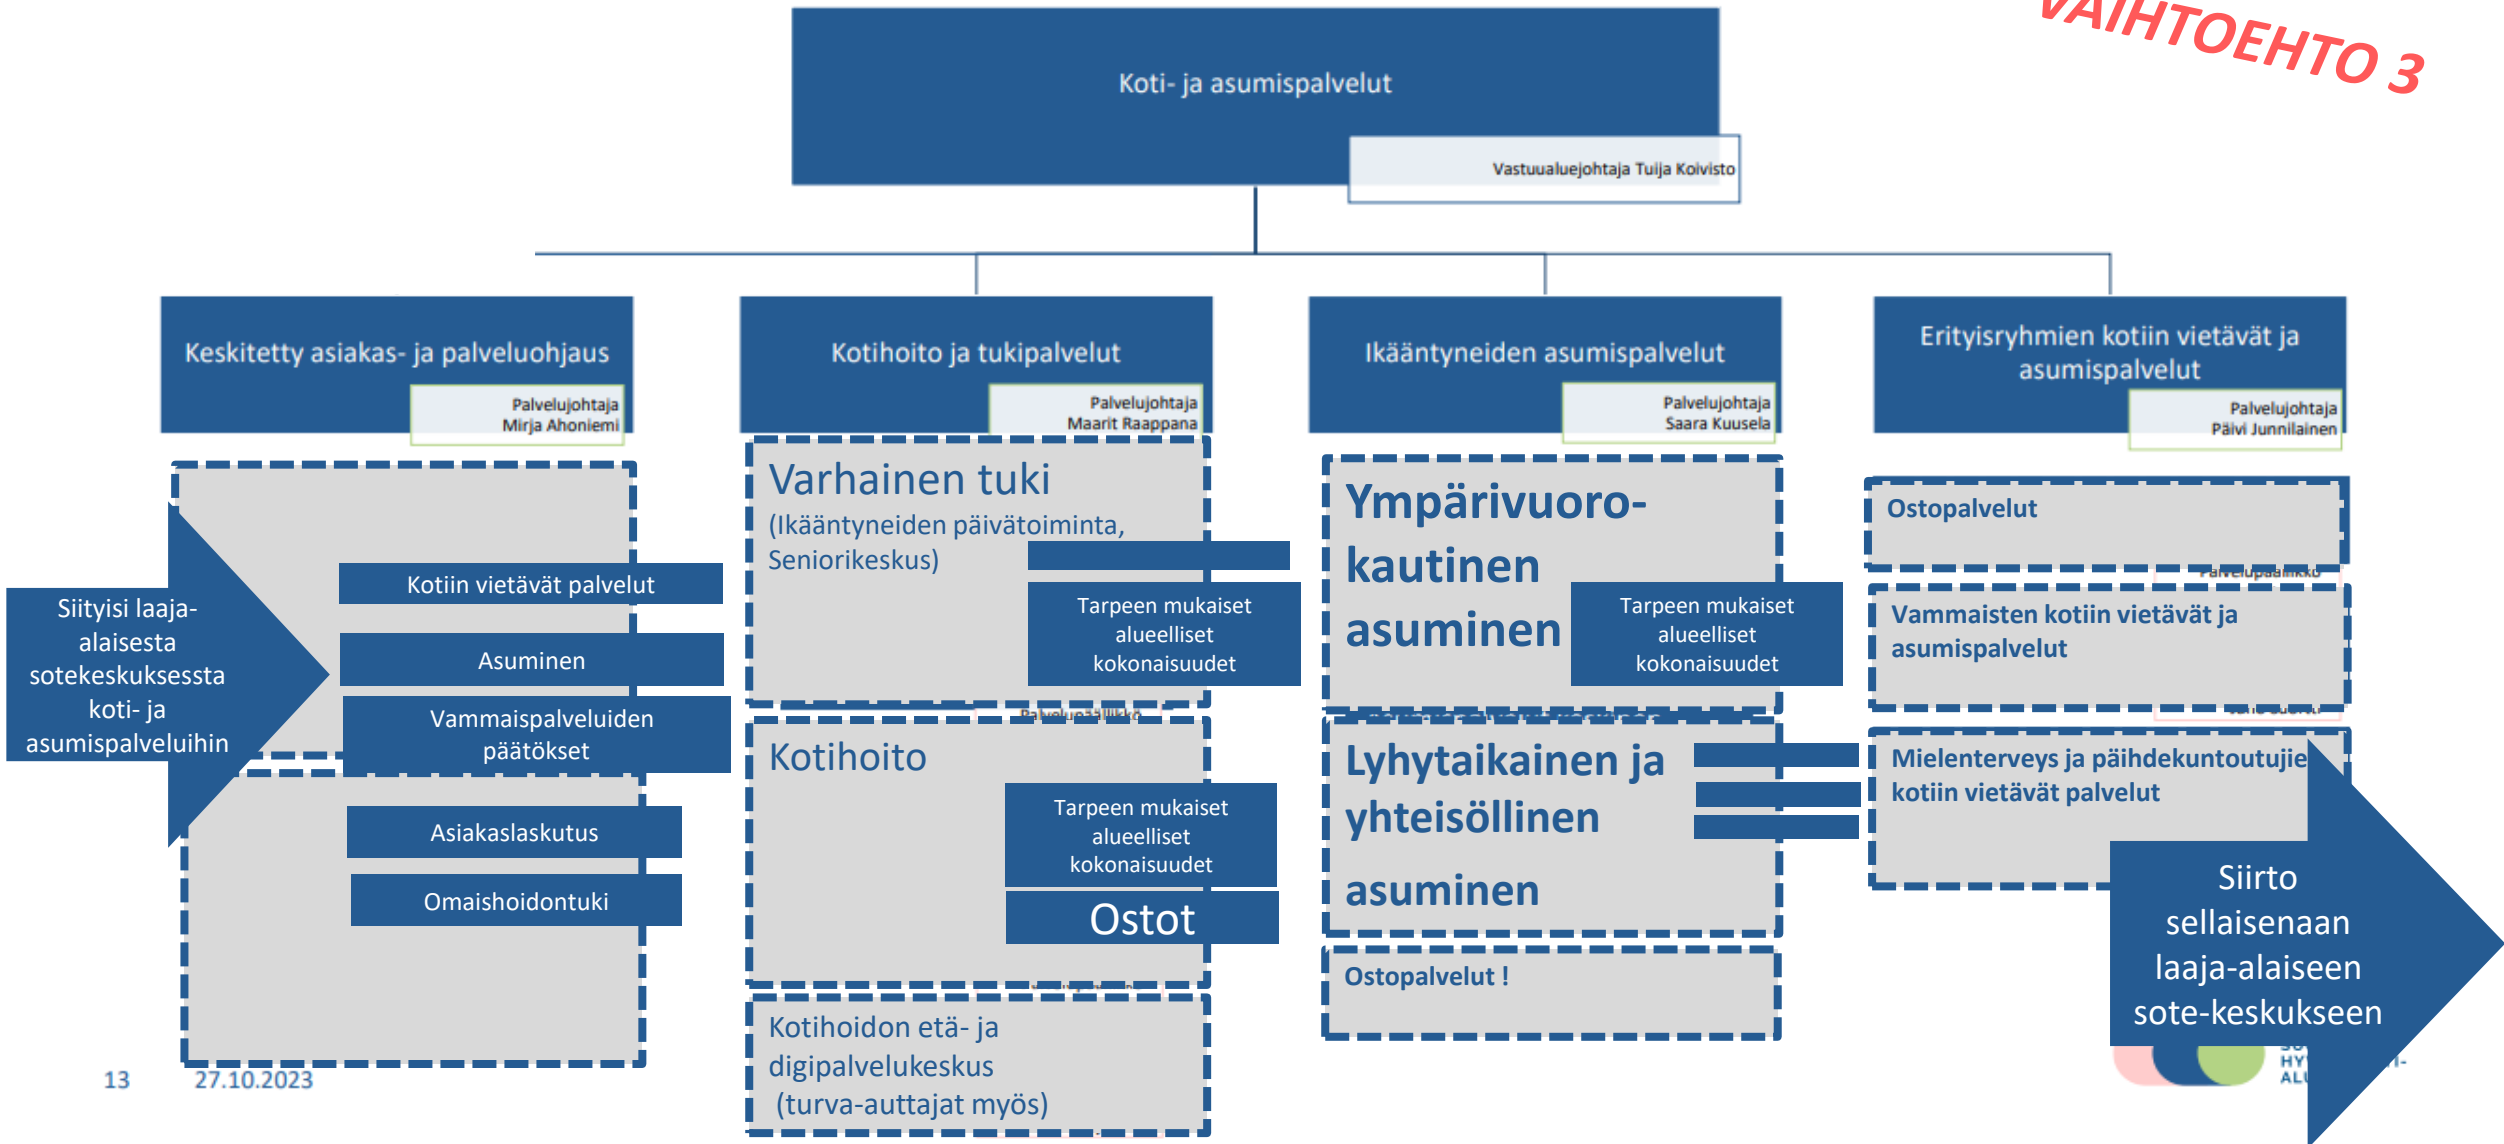 VAIHTOEHTO 3
Koti- ja asumispalvelut
Vastuualuejohtaja Tuija Koivisto
Keskitetty asiakas- ja palveluohjaus
Palvelujohtaja
Mirja Ahoniemi
Siityisi laaja-
alaisesta
sotekeskuksessta
koti- ja
asumispalveluihin
Kotiin vietävät palvelut
Asuminen
Vammaispalveluiden
päätökset
Asiakaslaskutus
Omaishoidontuki
Kotihoito ja tukipalvelut
Palvelujohtaja
Maarit Raappana
Varhainen tuki
(Ikääntyneiden päivätoiminta,
Seniorikeskus)
Tarpeen mukaiset
alueelliset
kokonaisuudet
Palvelupäällikkö
Kotihoito
Tarpeen mukaiset
alueelliset
kokonaisuudet
Ostot
Kotihoidon etä- ja
digipalvelukeskus
(turva-auttajat myös)
Ikääntyneiden asumispalvelut
Palvelujohtaja
Saara Kuusela
Ympärivuoro-
kautinen
asuminen
Tarpeen mukaiset
alueelliset
kokonaisuudet
Lyhytaikainen ja
yhteisöllinen
asuminen
Ostopalvelut !
Erityisryhmien kotiin vietävät ja
asumispalvelut
Palvelujohtaja
Päivi Junnilainen
Ostopalvelut
Palvelupäällikkö
Vammaisten kotiin vietävät ja
asumispalvelut
Mielenterveys ja päihdekuntoutujie
kotiin vietävät palvelut
Siirto
sellaisenaan
laaja-alaiseen
sote-keskukseen
13 27.10.2023